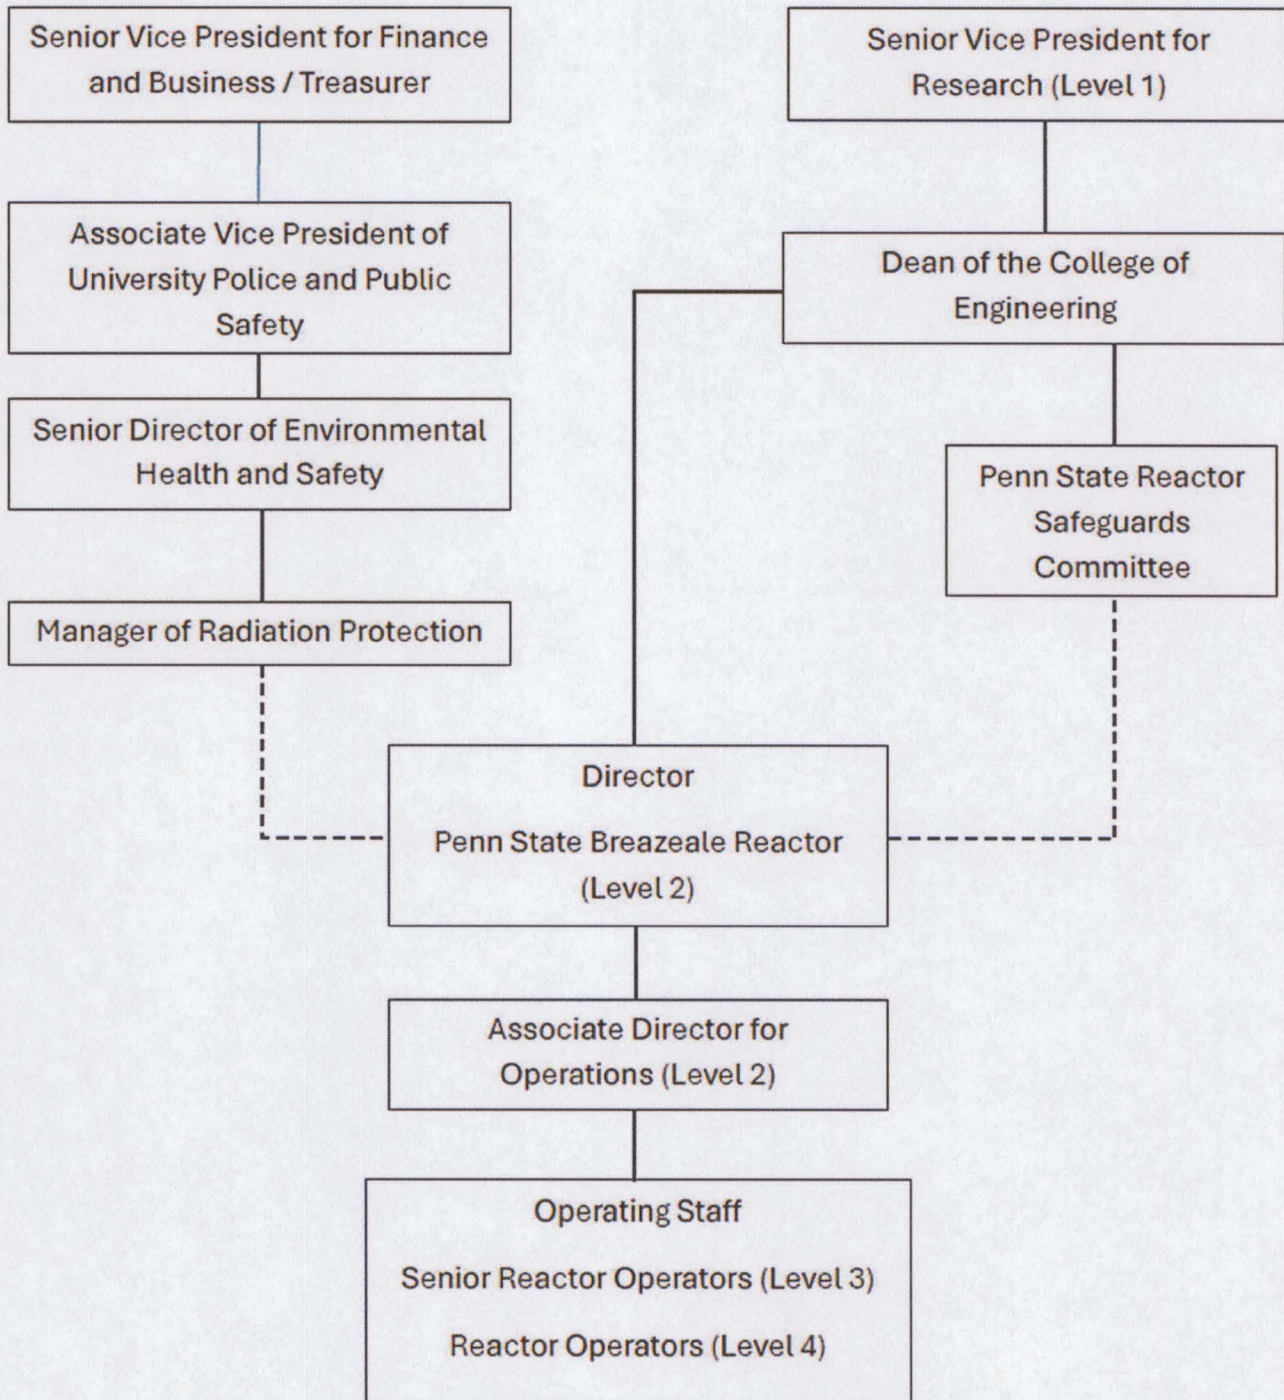 Senior Vice President for Finance
and Business / Treasurer
Senior Vice President for
Research (Level 1)
Associate Vice President of
University Police and Public
Safety
Dean of the College of
Engineering
Senior Director of Environmental
Health and Safety
Penn State Reactor
Safeguards
Committee
Manager of Radiation Protection
Director
Penn State Breazeale Reactor
(Level 2)
Associate Director for
Operations (Level 2)
Operating Staff
Senior Reactor Operators (Level 3)
Reactor Operators (Level 4)